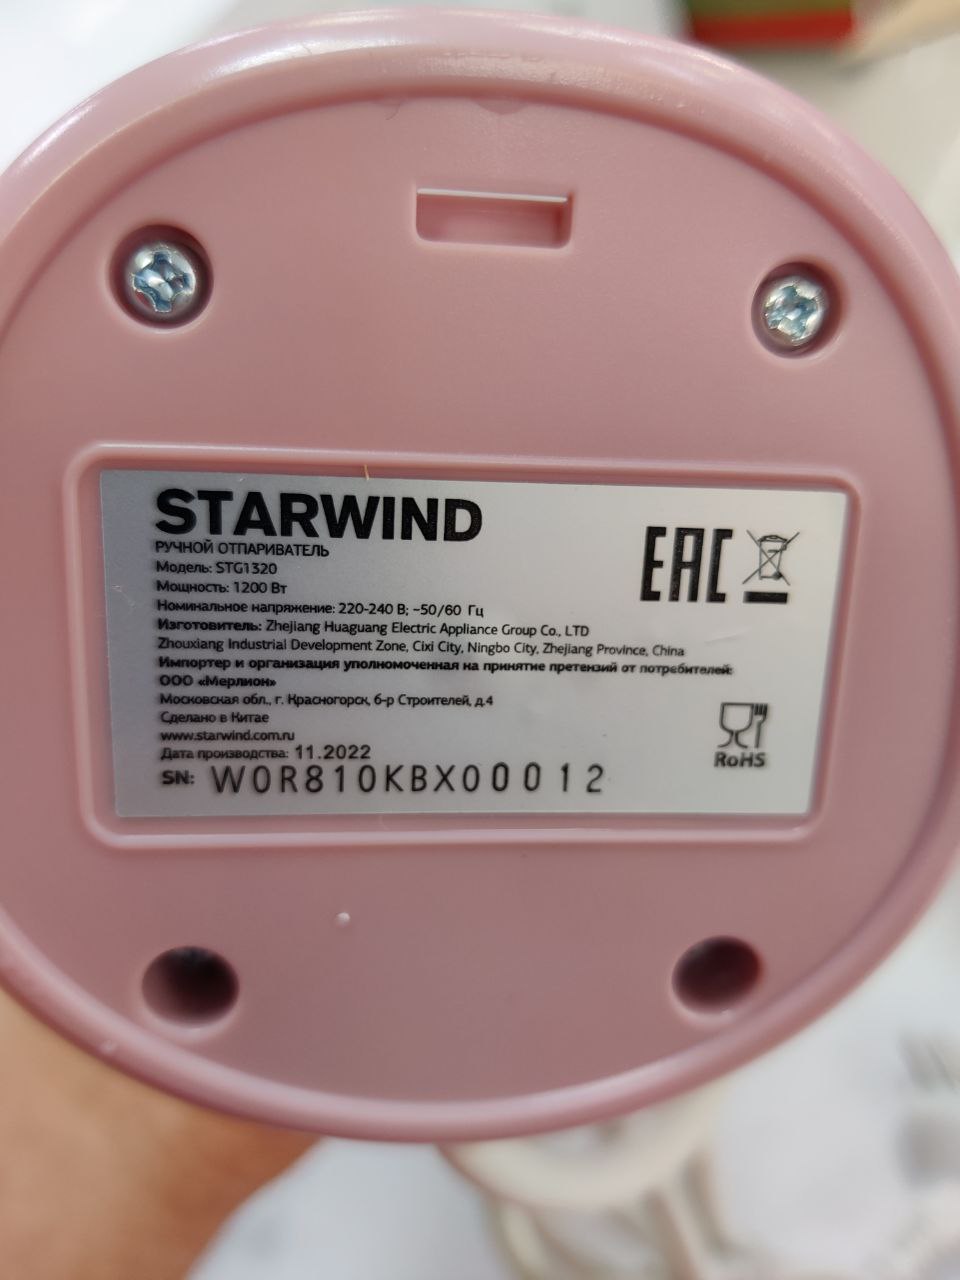 STARWIND
РУЧНОЙ ОТПАРИВАТЕЛЬ
Модель: STG1320
Мощность: 1200 Вт
Номинальное напряжение: 220-240 В; ~50/60 Гц
Изготовитель: Zhejiang Huaguang Electric Appliance Group Co., LTD
Zhouxiang Industrial Development Zone, Cixi City, Ningbo City, Zhejiang Province, China
Импортер и организация уполномоченная на принятие претензий от потребителей:
ООО «Мерлион»
Московская обл., г. Красногорск, б-р Строителей, д.4
Сделано в Китае
www.starwind.com.ru
Дата производства: 11.2022
SN: W0R810KBX00012
EAC
RoHS